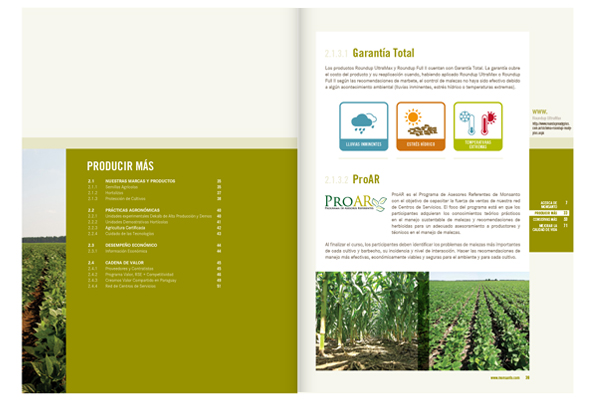 PRODUCIR MÁS
2.1 NUESTRAS MARCAS Y PRODUCTOS 35
2.1.1 Semillas Agrícolas 35
2.1.2 Hortalizas 37
2.1.3 Protección de Cultivos 38
2.2 PRÁCTICAS AGRONÓMICAS 40
2.2.1 Unidades experimentales Debate de Alta Producción y Demos 40
2.2.2 Unidades Demostrativas Hortícolas
2.2.3 Agricultura Certificada
2.2.4 Cuidado de las Tecnologías
2.3 DESEMPEÑO ECONÓMICO 44
2.3.1 Información Económica 44
2.4 CADENA DE VALOR 45
2.4.1 Proveedores y Contratistas
2.4.2 Programa Valor, RSE + Competitividad
2.4.3 Creamos Valor Compartido en Paraguay
2.4.4 Red de Centros de Servicios 51
2.1.3.1 Garantía Total
Los productos Roundup UltraMax y Roundup Full II cuentan con Garantía Total. La garantía cubre
el costo del producto y su reaplicación cuando, habiendo aplicado Roundup UltraMax o Roundup
Full II según las recomendaciones de marbete, el control de malezas no haya sido efectivo debido
a algún acontecimiento ambiental (lluvias inminentes, estrés hídrico o temperaturas extremas).
LLUVIAS INMINENTES
ESTRÉS HÍDRICO
TEMPERATURAS
EXTREMAS
WWW.
Roundup UltraMax
2.1.3.2 ProAR
PROAR
PROGRAMA DE ASESORES REFERENTES
ProAR es el Programa de Asesores Referentes de Monsanto
con el objetivo de capacitar la fuerza de ventas de nuestra red
de Centros de Servicios. El foco del programa está en que los
participantes adquieran los conocimientos teórico prácticos
en el manejo sustentable de malezas y recomendaciones de
herbicidas para un adecuado asesoramiento a productores y
técnicos en el manejo de malezas.
ACERCA DE
MONSANTO 1
PRODUCIR MÁS 33
CONSERVAR MÁS 53
MEJORAR LA
CALIDAD DE VIDA
Al finalizar el curso, los participantes deben identificar los problemas de malezas más importantes
de cada cultivo y barbecho, su incidencia y nivel de interacción. Hacer las recomendaciones de
manejo más efectivas, económicamente viables y seguras para el ambiente y para cada cultivo.
www.monsanto.com 39